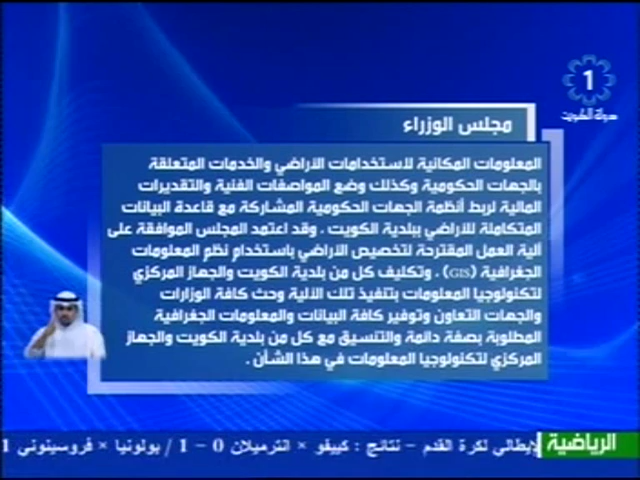 1
دولة الكويت
مجلس الوزراء
المعلومات المكانية لاستخدامات الأراضي والخدمات المتعلقة
بالجهات الحكومية وكذلك وضع المواصفات الفنية والتقديرات
المالية لربط أنظمة الجهات الحكومية المشاركة مع قاعدة البيانات
المتكاملة للأراضي ببلدية الكويت . وقد اعتمد المجلس الموافقة على
آلية العمل المقترحة لتخصيص الأراضي باستخدام نظم المعلومات
الجغرافية (GIS) . وتكليف كل من بلدية الكويت والجهاز المركزي
لتكنولوجيا المعلومات بتنفيذ تلك الآلية وحث كافة الوزارات
والجهات التعاون وتوفير كافة البيانات والمعلومات الجغرافية
المطلوبة بصفة دائمة والتنسيق مع كل من بلدية الكويت والجهاز
المركزي لتكنولوجيا المعلومات في هذا الشأن .
الرياضية
لإيطالي لكرة القدم - نتائج : كييفو × انترميلان 0 - 1 / بولونيا × فروسينوني 1